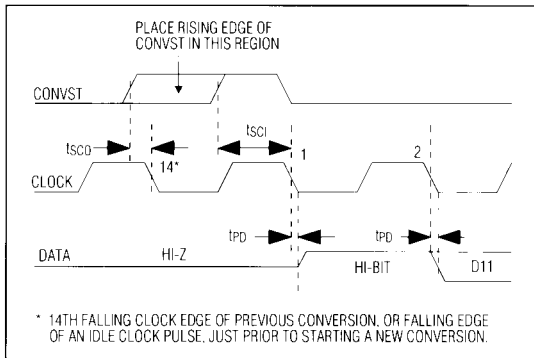 PLACE RISING EDGE OF
CONVST IN THIS REGION
CONVST
tSCO
tSCI
14*
1
2
CLOCK
tPD
tPD
DATA
HI-Z
HI-BIT
D11
* 14TH FALLING CLOCK EDGE OF PREVIOUS CONVERSION, OR FALLING EDGE
OF AN IDLE CLOCK PULSE, JUST PRIOR TO STARTING A NEW CONVERSION.